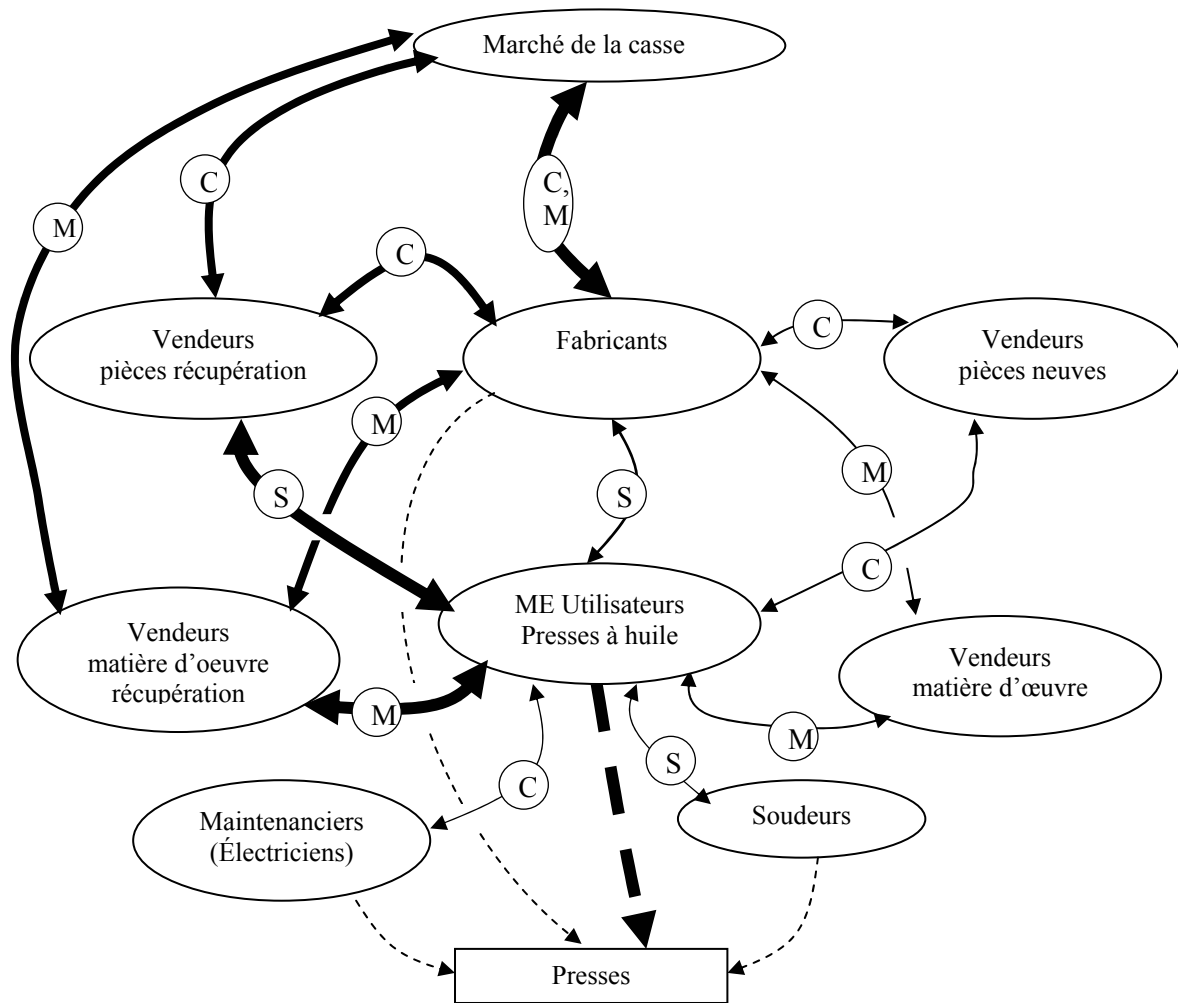 Marché de la casse
C
C,
M
M
C
Vendeurs
pièces récupération
Fabricants
C
Vendeurs
pièces neuves
M
M
S
S
C
ME Utilisateurs
Presses à huile
Vendeurs
matière d'oeuvre
récupération
Vendeurs
matière d'œuvre
M
M
S
C
Maintenanciers
(Électriciens)
Soudeurs
Presses